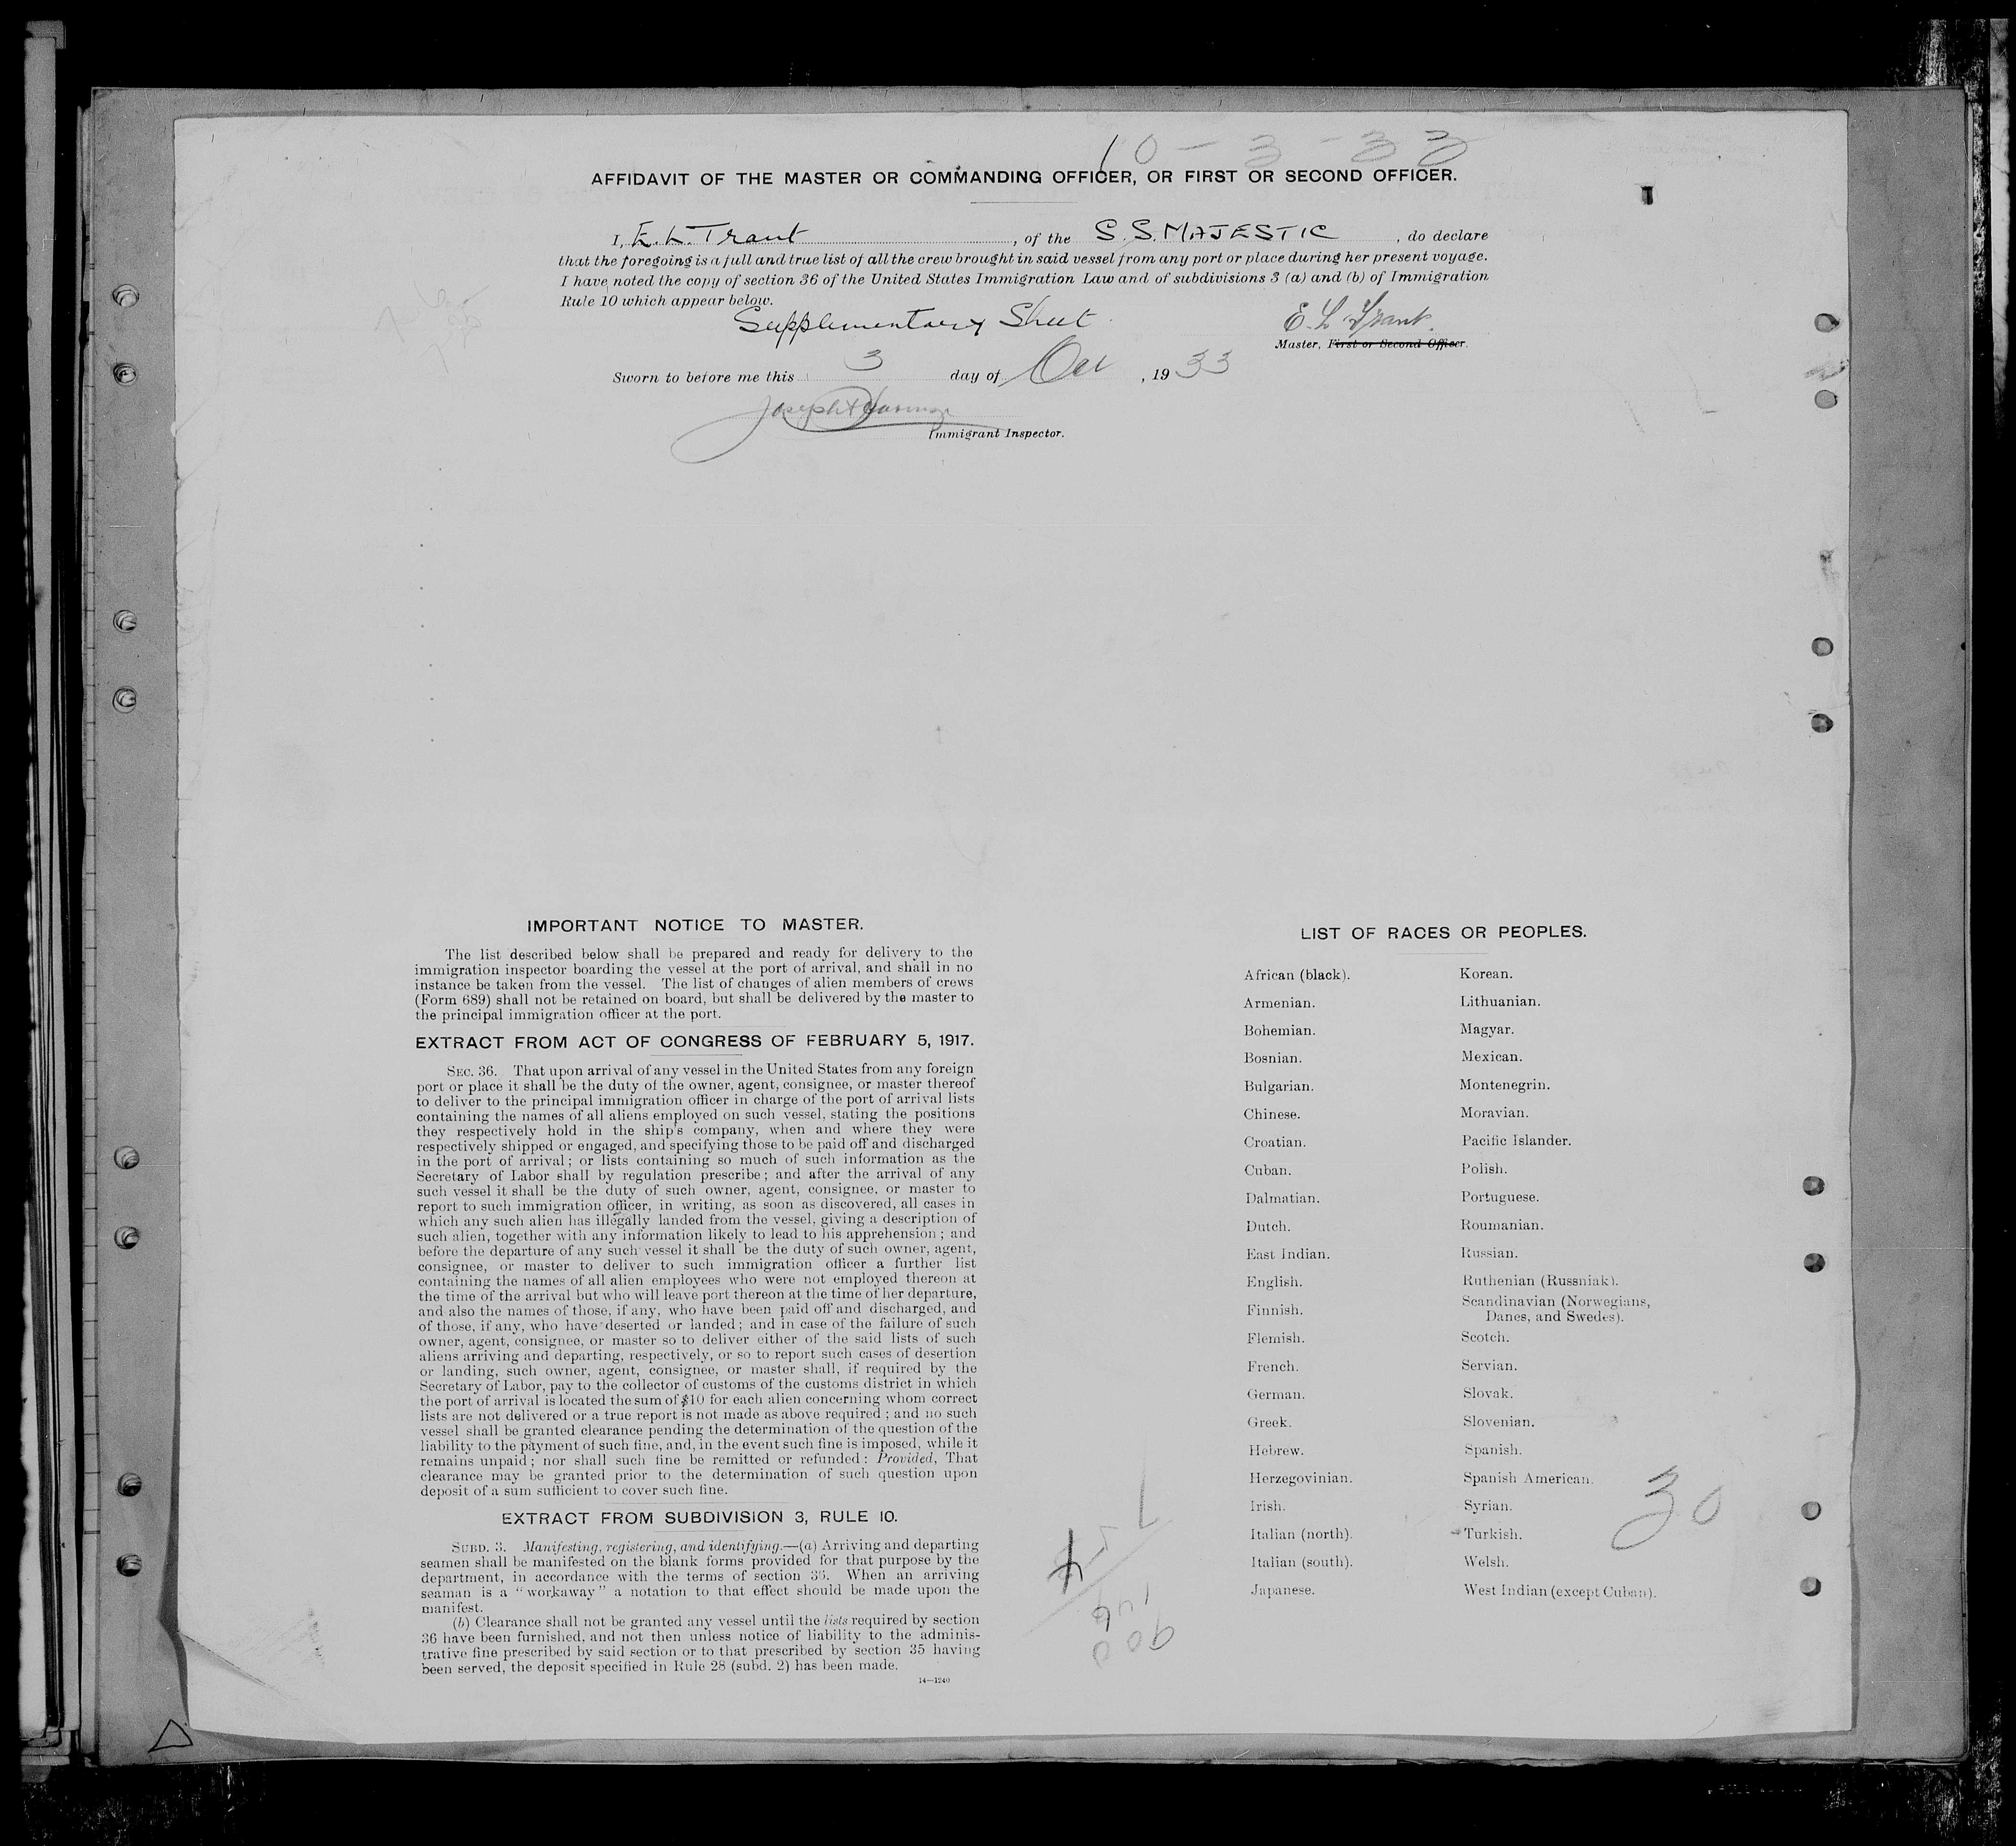 10-3-33
AFFIDAVIT OF THE MASTER OR COMMANDING OFFICER, OR FIRST OR SECOND OFFICER.
I, E. L. Trant, of the S.S. MAJESTIC, do declare
that the foregoing is a full and true list of all the crew brought in said vessel from any port or place during her present voyage.
I have noted the copy of section 36 of the United States Immigration Law and of subdivisions 3 (a) and (b) of Immigration
Rule 10 which appear below.
Supplementary Sheet
E. L. Trant.
Master, First or Second Officer.
Sworn to before me this 3 day of Oct, 1933
Joseph
Immigrant Inspector.
IMPORTANT NOTICE TO MASTER.
The list described below shall be prepared and ready for delivery to the
immigration inspector boarding the vessel at the port of arrival, and shall in no
instance be taken from the vessel. The list of changes of alien members of crews
(Form 689) shall not be retained on board, but shall be delivered by the master to
the principal immigration officer at the port.
EXTRACT FROM ACT OF CONGRESS OF FEBRUARY 5, 1917.
SEC. 36. That upon arrival of any vessel in the United States from any foreign
port or place it shall be the duty of the owner, agent, consignee, or master thereof
to deliver to the principal immigration officer in charge of the port of arrival lists
containing the names of all aliens employed on such vessel, stating the positions
they respectively hold in the ship's company, when and where they were
respectively shipped or engaged, and specifying those to be paid off and discharged
in the port of arrival; or lists containing so much of such information as the
Secretary of Labor shall by regulation prescribe; and after the arrival of any
such vessel it shall be the duty of such owner, agent, consignee, or master to
report to such immigration officer, in writing, as soon as discovered, all cases in
which any such alien has illegally landed from the vessel, giving a description of
such alien, together with any information likely to lead to his apprehension; and
before the departure of any such vessel it shall be the duty of such owner, agent,
consignee, or master to deliver to such immigration officer a further list
containing the names of all alien employees who were not employed thereon at
the time of the arrival but who will leave port thereon at the time of her departure,
and also the names of those, if any, who have been paid off and discharged, and
of those, if any, who have deserted or landed; and in case of the failure of such
owner, agent, consignee, or master so to deliver either of the said lists of such
aliens arriving and departing, respectively, or so to report such cases of desertion
or landing, such owner, agent, consignee, or master shall, if required by the
Secretary of Labor, pay to the collector of customs of the customs district in which
the port of arrival is located the sum of $10 for each alien concerning whom correct
lists are not delivered or a true report is not made as above required; and no such
vessel shall be granted clearance pending the determination of the question of the
liability to the payment of such fine, and, in the event such fine is imposed, while it
remains unpaid; nor shall such fine be remitted or refunded: Provided, That
clearance may be granted prior to the determination of such question upon
deposit of a sum sufficient to cover such fine.
EXTRACT FROM SUBDIVISION 3, RULE 10.
SUBD. 3. Manifesting, registering, and identifying.—(a) Arriving and departing
seamen shall be manifested on the blank forms provided for that purpose by the
department, in accordance with the terms of section 36. When an arriving
seaman is a "workaway" a notation to that effect should be made upon the
manifest.
(b) Clearance shall not be granted any vessel until the lists required by section
36 have been furnished, and not then unless notice of liability to the adminis-
trative fine prescribed by said section or to that prescribed by section 35 having
been served, the deposit specified in Rule 28 (subd. 2) has been made.
14—1240
LIST OF RACES OR PEOPLES.
African (black).
Armenian.
Bohemian.
Bosnian.
Bulgarian.
Chinese.
Croatian.
Cuban.
Dalmatian.
Dutch.
East Indian.
English.
Finnish.
Flemish.
French.
German.
Greek.
Hebrew.
Herzegovinian.
Irish.
Italian (north).
Italian (south).
Japanese.
Korean.
Lithuanian.
Magyar.
Mexican.
Montenegrin.
Moravian.
Pacific Islander.
Polish.
Portuguese.
Roumanian.
Russian.
Ruthenian (Russniak).
Scandinavian (Norwegians,
Danes, and Swedes).
Scotch.
Servian.
Slovak.
Slovenian.
Spanish.
Spanish American.
Syrian.
Turkish.
Welsh.
West Indian (except Cuban).
30